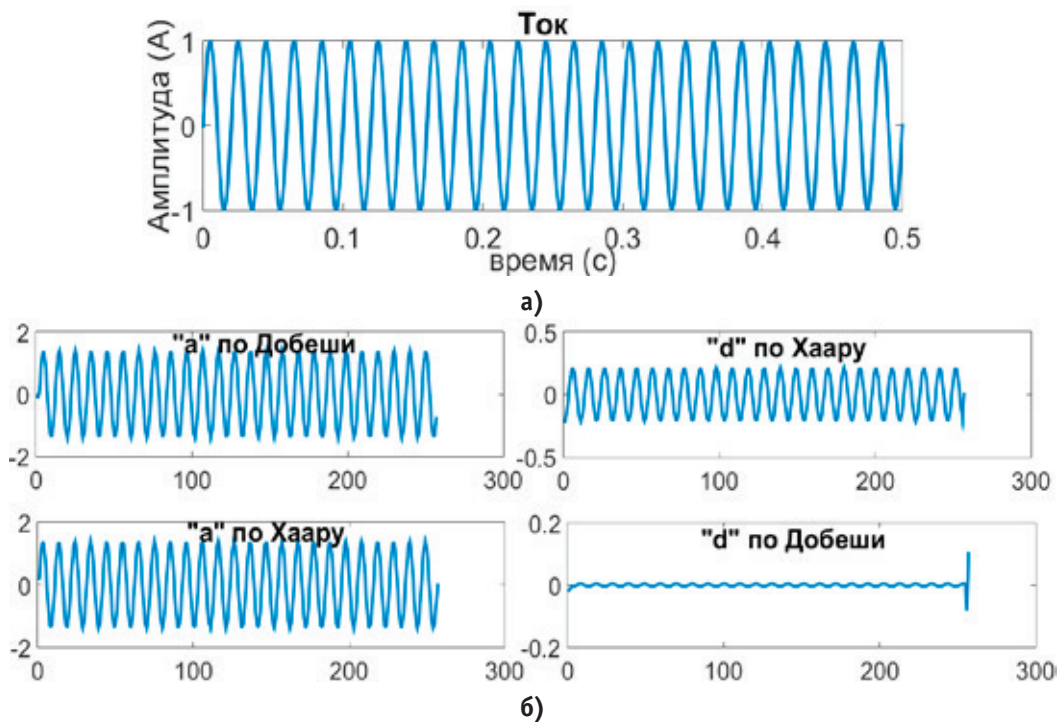 Ток
Амплитуда (А)
1
0
-1
0 0.1 0.2 0.3 0.4 0.5
время (с)
а)
"a" по Добеши
2
0
-2
0 100 200 300
"d" по Хаару
0.5
0
-0.5
0 100 200 300
"a" по Хаару
2
0
-2
0 100 200 300
"d" по Добеши
0.2
0
-0.2
0 100 200 300
б)